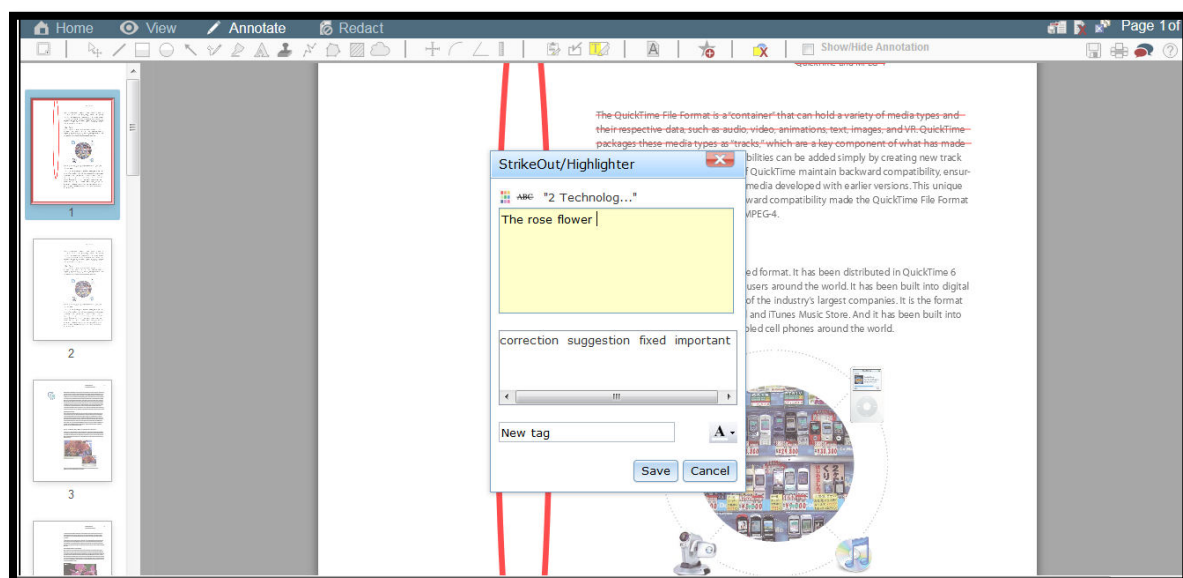 Home View Annotate Redact Page 1of
Show/Hide Annotation
QuickTime and MPEG-4
The QuickTime File Format is a "container" that can hold a variety of media types and
their respective data, such as audio, video, animations, text, images, and VR. QuickTime
packages these media types as "tracks," which are a key component of what has made
StrikeOut/Highlighter
bilities can be added simply by creating new track
QuickTime maintain backward compatibility, ensur-
media developed with earlier versions. This unique
ward compatibility made the QuickTime File Format
MPEG-4.
ABC "2 Technolog..."
The rose flower
ed format. It has been distributed in QuickTime 6
users around the world. It has been built into digital
of the industry's largest companies. It is the format
and iTunes Music Store. And it has been built into
bled cell phones around the world.
correction suggestion fixed important
New tag
A
Save Cancel
1
2
3